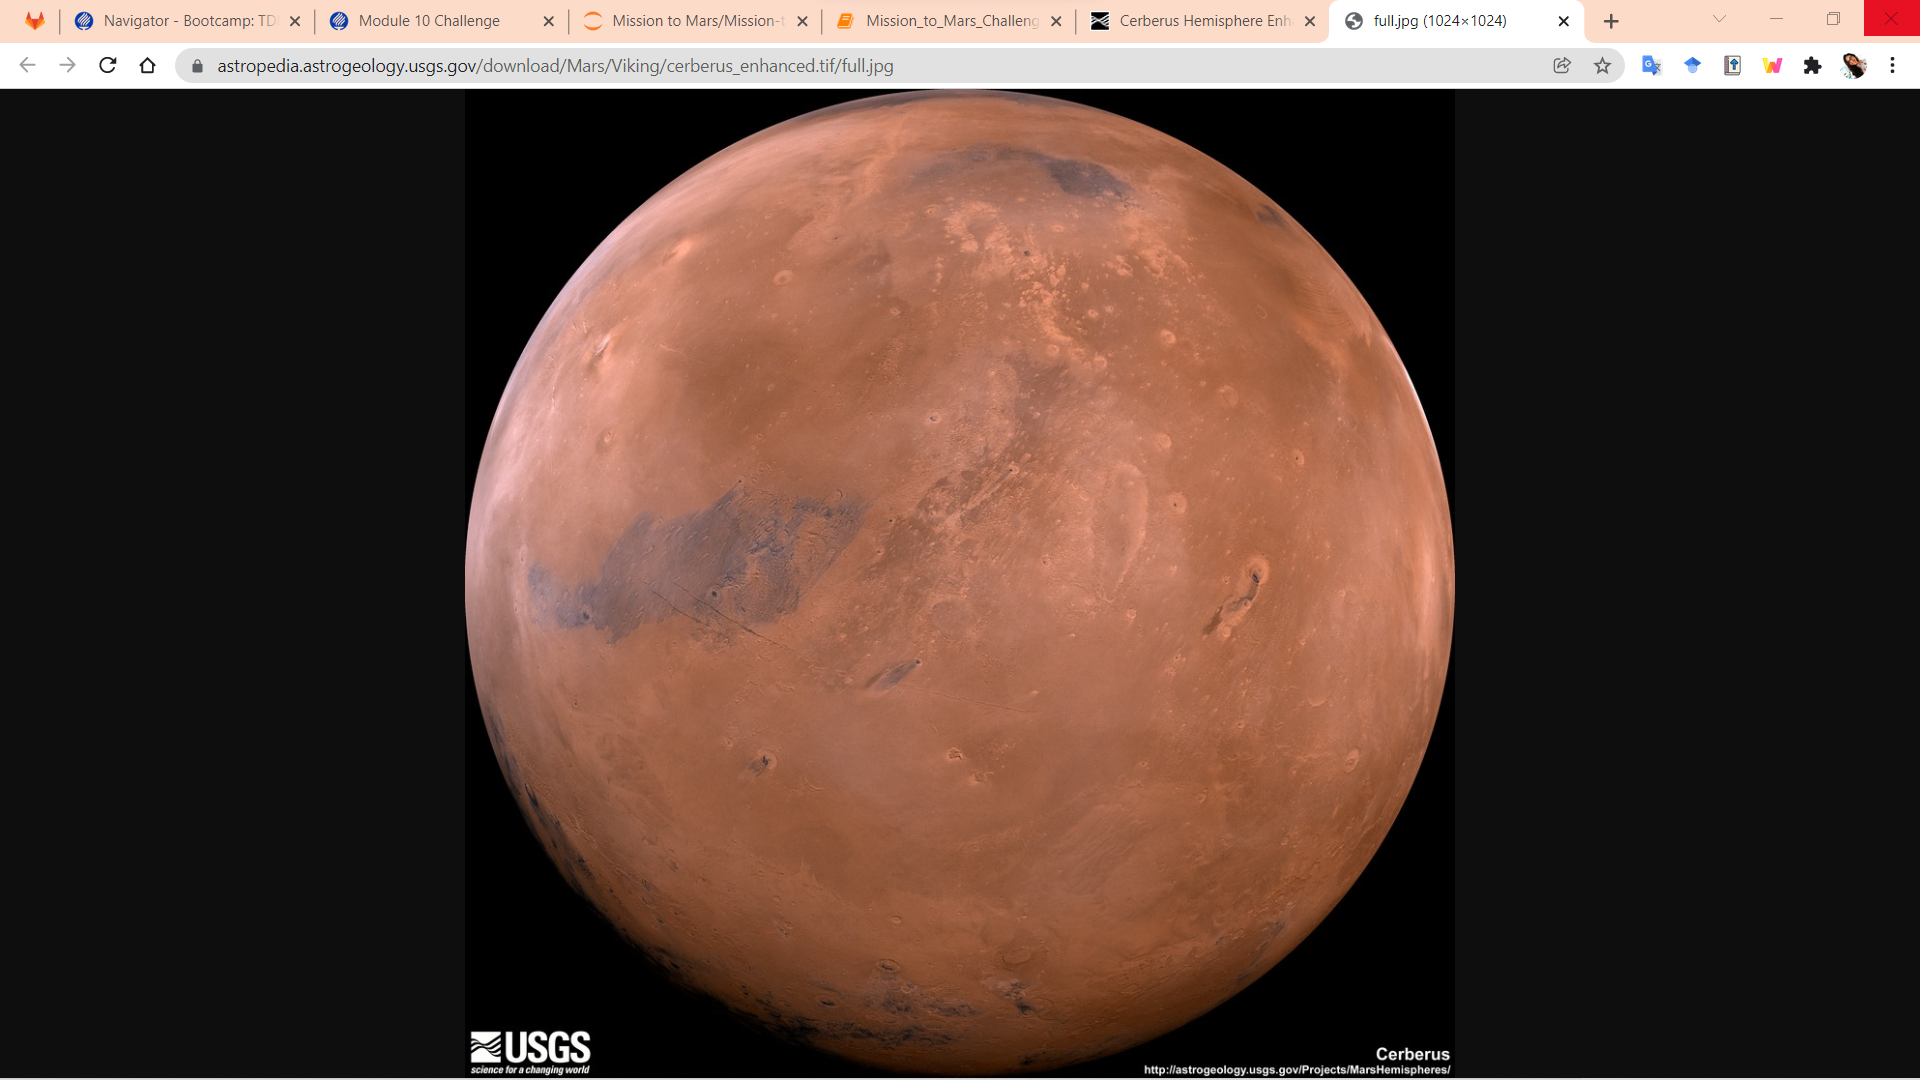 Navigator - Bootcamp: TD
Module 10 Challenge
Mission to Mars/Mission-t
Mission_to_Mars_Challeng
Cerberus Hemisphere Enh
full.jpg (1024×1024)
astropedia.astrogeology.usgs.gov/download/Mars/Viking/cerberus_enhanced.tif/full.jpg
USGS
science for a changing world
Cerberus
http://astrogeology.usgs.gov/Projects/MarsHemispheres/